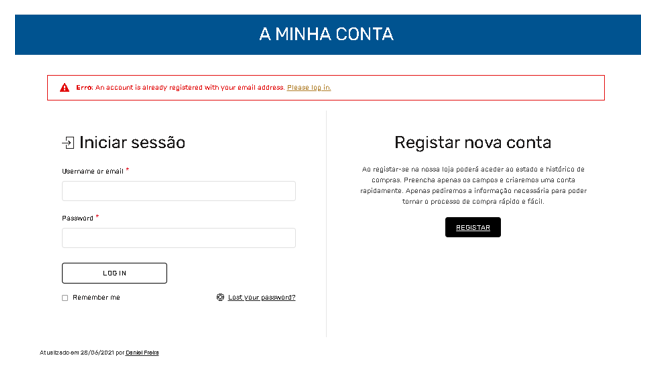 A MINHA CONTA
Erro: An account is already registered with your email address. Please log in.
Iniciar sessão
Username or email *
Password *
LOG IN
Remember me
Lost your password?
Registar nova conta
Ao registar-se na nossa loja poderá aceder ao estado e histórico de
compras. Preencha apenas os campos e criaremos uma conta
rapidamente. Apenas pediremos a informação necessária para poder
tornar o processo de compra rápido e fácil.
REGISTAR
Atualizado em 28/06/2021 por Daniel Freire